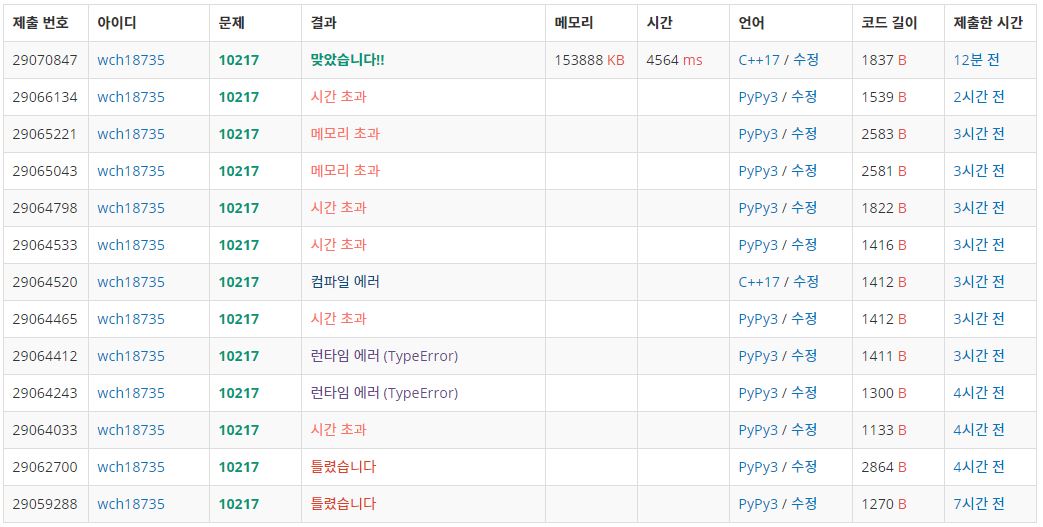 제출 번호 아이디 문제 결과 메모리 시간 언어 코드 길이 제출한 시간
29070847 wch18735 10217 맞았습니다!! 153888 KB 4564 ms C++17 / 수정 1837 B 12분 전
29066134 wch18735 10217 시간 초과 PyPy3 / 수정 1539 B 2시간 전
29065221 wch18735 10217 메모리 초과 PyPy3 / 수정 2583 B 3시간 전
29065043 wch18735 10217 메모리 초과 PyPy3 / 수정 2581 B 3시간 전
29064798 wch18735 10217 시간 초과 PyPy3 / 수정 1822 B 3시간 전
29064533 wch18735 10217 시간 초과 PyPy3 / 수정 1416 B 3시간 전
29064520 wch18735 10217 컴파일 에러 C++17 / 수정 1412 B 3시간 전
29064465 wch18735 10217 시간 초과 PyPy3 / 수정 1412 B 3시간 전
29064412 wch18735 10217 런타임 에러 (TypeError) PyPy3 / 수정 1411 B 3시간 전
29064243 wch18735 10217 런타임 에러 (TypeError) PyPy3 / 수정 1300 B 4시간 전
29064033 wch18735 10217 시간 초과 PyPy3 / 수정 1133 B 4시간 전
29062700 wch18735 10217 틀렸습니다 PyPy3 / 수정 2864 B 4시간 전
29059288 wch18735 10217 틀렸습니다 PyPy3 / 수정 1270 B 7시간 전